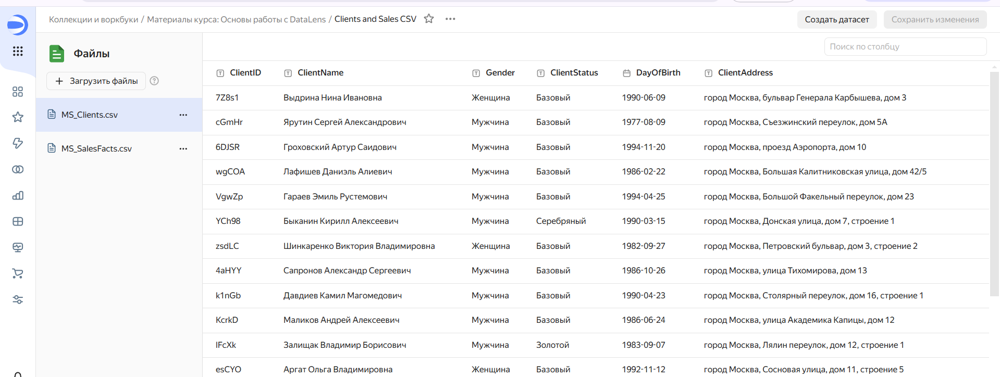 Коллекции и воркбуки / Материалы курса: Основы работы с DataLens / Clients and Sales CSV
Создать датасет
Сохранить изменения
Файлы
Загрузить файлы
MS_Clients.csv
MS_SalesFacts.csv
Поиск по столбцу
ClientID ClientName Gender ClientStatus DayOfBirth ClientAddress
7Z8s1 Выдрина Нина Ивановна Женщина Базовый 1990-06-09 город Москва, бульвар Генерала Карбышева, дом 3
cGmHr Ярутин Сергей Александрович Мужчина Базовый 1977-08-09 город Москва, Съезжинский переулок, дом 5А
6DJSR Гроховский Артур Саидович Мужчина Базовый 1994-11-20 город Москва, проезд Аэропорта, дом 10
wgCOA Лафишев Даниэль Алиевич Мужчина Базовый 1986-02-22 город Москва, Большая Калитниковская улица, дом 42/5
VgwZp Гараев Эмиль Рустемович Мужчина Базовый 1994-04-25 город Москва, Большой Факельный переулок, дом 23
YCh98 Быканин Кирилл Алексеевич Мужчина Серебряный 1990-03-15 город Москва, Донская улица, дом 7, строение 1
zsdLC Шинкаренко Виктория Владимировна Женщина Базовый 1982-09-27 город Москва, Петровский бульвар, дом 3, строение 2
4aHYY Сапронов Александр Сергеевич Мужчина Базовый 1986-10-26 город Москва, улица Тихомирова, дом 13
k1nGb Давдиев Камил Магомедович Мужчина Базовый 1990-04-23 город Москва, Столярный переулок, дом 16, строение 1
KcrkD Маликов Андрей Алексеевич Мужчина Базовый 1986-06-24 город Москва, улица Академика Капицы, дом 12
IFcXk Залищак Владимир Борисович Мужчина Золотой 1983-09-07 город Москва, Лялин переулок, дом 12, строение 1
esCYO Аргат Ольга Владимировна Женщина Базовый 1992-11-12 город Москва, Сосновая улица, дом 11, строение 5